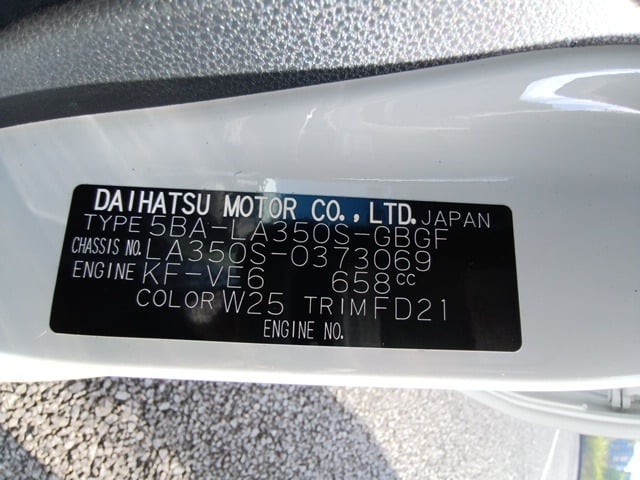 DAIHATSU MOTOR CO., LTD. JAPAN
TYPE 5BA-LA350S-GBGF
CHASSIS NO. LA350S-0373069
ENGINE KF-VE6 658cc
COLOR W25 TRIM FD21
ENGINE NO.